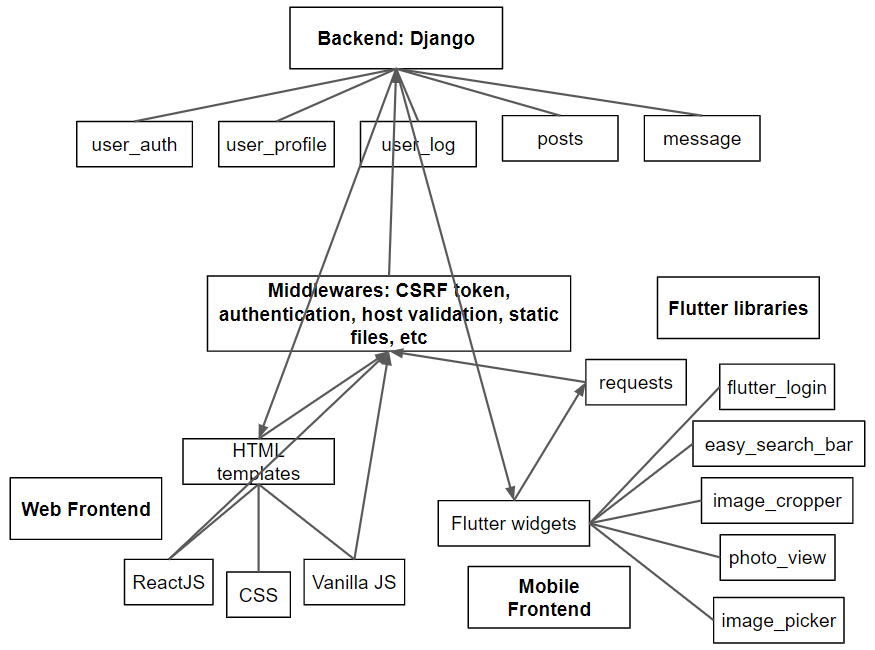 Backend: Django
user_auth
user_profile
user_log
posts
message
Middlewares: CSRF token,
authentication, host validation, static
files, etc
Flutter libraries
requests
flutter_login
easy_search_bar
HTML
templates
Web Frontend
Flutter widgets
image_cropper
photo_view
ReactJS
CSS
Vanilla JS
Mobile
Frontend
image_picker